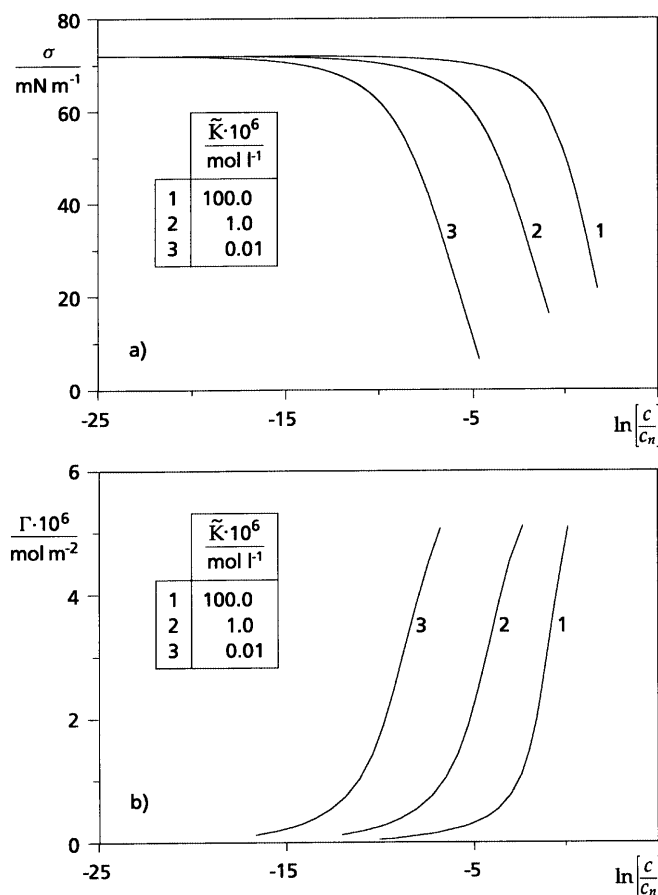 80
σ
mN m⁻¹
60
40
20
0
K̃·10⁶
mol l⁻¹
1 100.0
2 1.0
3 0.01
3
2
1
a)
-25
-15
-5
ln[c/cₙ]
6
Γ·10⁶
mol m⁻²
4
2
0
K̃·10⁶
mol l⁻¹
1 100.0
2 1.0
3 0.01
3
2
1
b)
-25
-15
-5
ln[c/cₙ]